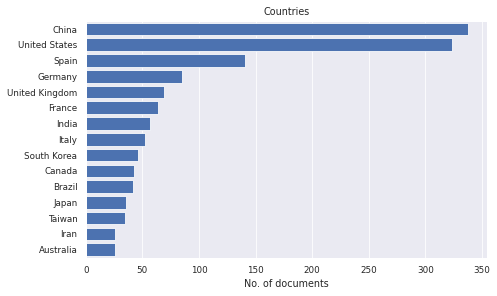 Countries
China
United States
Spain
Germany
United Kingdom
France
India
Italy
South Korea
Canada
Brazil
Japan
Taiwan
Iran
Australia
0 50 100 150 200 250 300 350
No. of documents